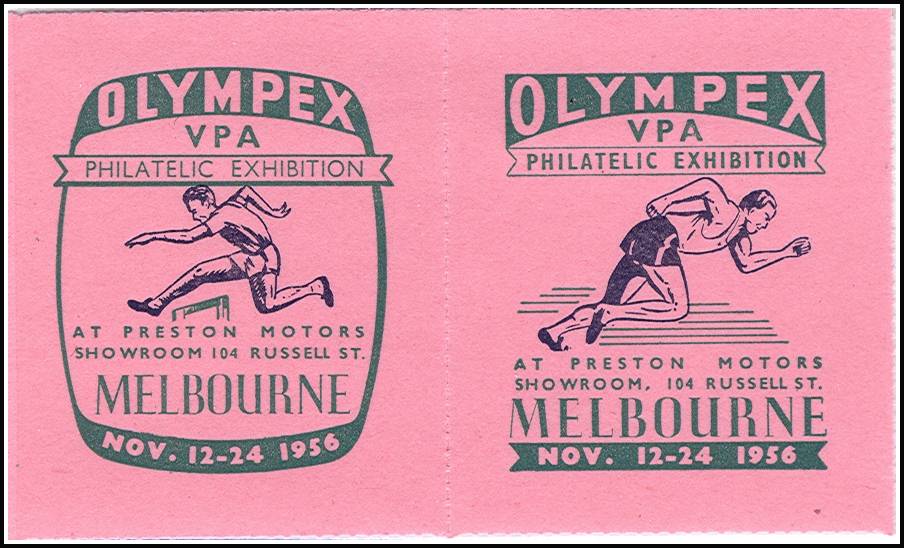 OLYMPEX
VPA
PHILATELIC EXHIBITION
AT PRESTON MOTORS
SHOWROOM 104 RUSSELL ST.
MELBOURNE
NOV. 12-24 1956
OLYMPEX
VPA
PHILATELIC EXHIBITION
AT PRESTON MOTORS
SHOWROOM, 104 RUSSELL ST.
MELBOURNE
NOV. 12-24 1956